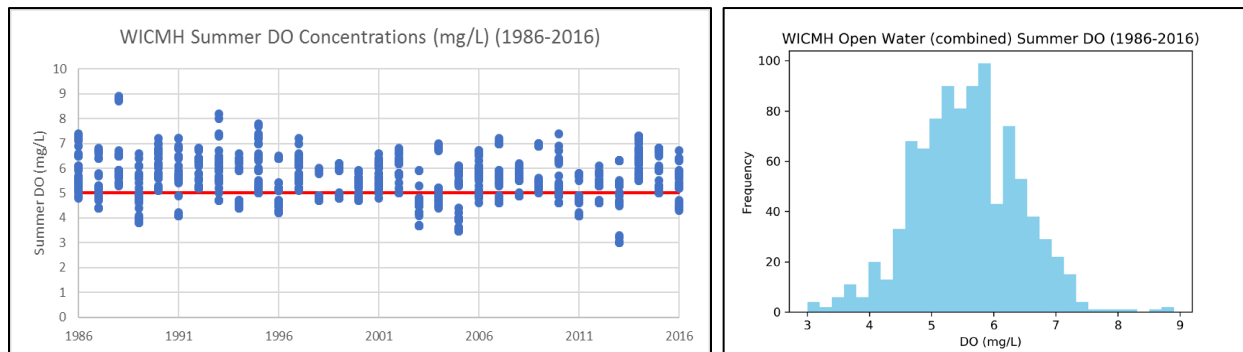 WICMH Summer DO Concentrations (mg/L) (1986-2016)
Summer DO (mg/L)
10
9
8
7
6
5
4
3
2
1
0
1986 1991 1996 2001 2006 2011 2016
WICMH Open Water (combined) Summer DO (1986-2016)
Frequency
100
80
60
40
20
0
3 4 5 6 7 8 9
DO (mg/L)